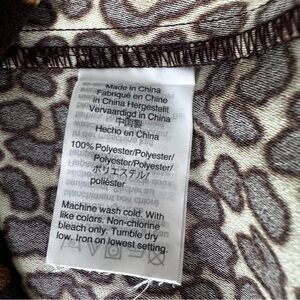 Made in China
Fabriqué en Chine
in China Hergestellt
Vervaardigd in China
中国製
Hecho en China
100% Polyester/Polyester/
Polyester/Polyester/
ポリエステル/
poliéster
Machine wash cold. With
like colors. Non-chlorine
bleach only. Tumble dry
low. Iron on lowest setting